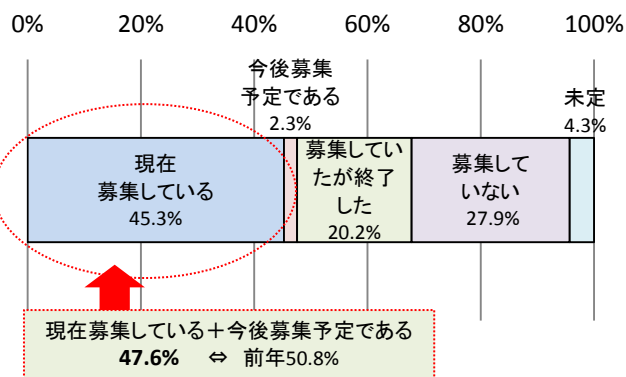 0% 20% 40% 60% 80% 100%
今後募集
予定である
2.3%
未定
4.3%
現在
募集している
45.3%
募集してい
たが終了
した
20.2%
募集して
いない
27.9%
現在募集している＋今後募集予定である
47.6% ⇔ 前年50.8%